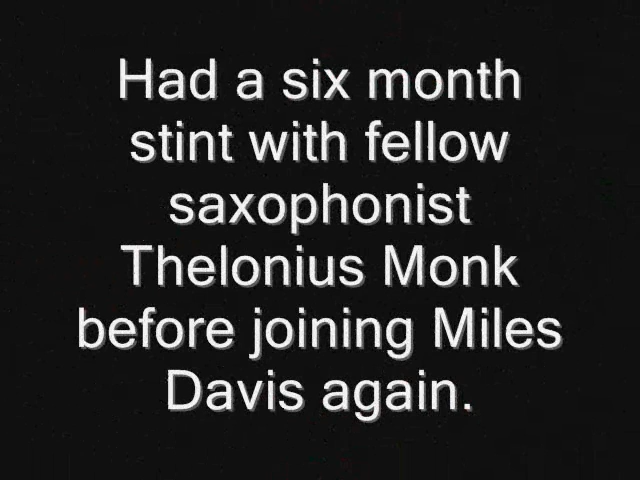 Had a six month
stint with fellow
saxophonist
Thelonius Monk
before joining Miles
Davis again.